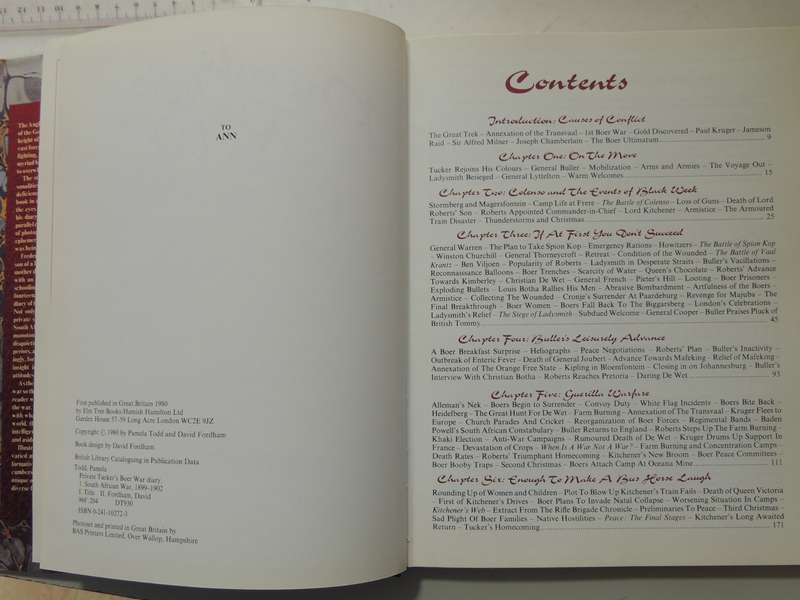 TO
ANN
First published in Great Britain 1980
by Elm Tree Books/Hamish Hamilton Ltd
Garden House 57-59 Long Acre London WC2E 9JZ
Copyright © 1980 by Pamela Todd and David Fordham
Book design by David Fordham
British Library Cataloguing in Publication Data
Todd, Pamela
Private Tucker's Boer War diary.
1. South African War, 1899-1902
I. Title II. Fordham, David
968'.204 DT930
ISBN 0-241-10272-3
Photoset and printed in Great Britain by
BAS Printers Limited, Over Wallop, Hampshire
Contents
Introduction: Causes of Conflict
The Great Trek – Annexation of the Transvaal – 1st Boer War – Gold Discovered – Paul Kruger – Jameson
Raid – Sir Alfred Milner – Joseph Chamberlain – The Boer Ultimatum 9
Chapter One: On The Move
Tucker Rejoins His Colours – General Buller – Mobilization – Arms and Armies – The Voyage Out –
Ladysmith Besieged – General Lyttelton – Warm Welcomes 15
Chapter Two: Colenso and The Events of Black Week
Stormberg and Magersfontein – Camp Life at Frere – The Battle of Colenso – Loss of Guns – Death of Lord
Roberts' Son – Roberts Appointed Commander-in-Chief – Lord Kitchener – Armistice – The Armoured
Train Disaster – Thunderstorms and Christmas 25
Chapter Three: If At First You Don't Succeed
General Warren – The Plan to Take Spion Kop – Emergency Rations – Howitzers – The Battle of Spion Kop
– Winston Churchill – General Thorneycroft – Retreat – Condition of the Wounded – The Battle of Vaal
Krantz – Ben Viljoen – Popularity of Roberts – Ladysmith in Desperate Straits – Buller's Vacillations –
Reconnaissance Balloons – Boer Trenches – Scarcity of Water – Queen's Chocolate – Roberts' Advance
Towards Kimberley – Christian De Wet – General French – Pieter's Hill – Looting – Boer Prisoners –
Exploding Bullets – Louis Botha Rallies His Men – Abrasive Bombardment – Artfulness of the Boers –
Armistice – Collecting The Wounded – Cronje's Surrender At Paardeburg – Revenge for Majuba – The
Final Breakthrough – Boer Women – Boers Fall Back To The Biggarsberg – London's Celebrations –
Ladysmith's Relief – The Siege of Ladysmith – Subdued Welcome – General Cooper – Buller Praises Pluck of
British Tommy 45
Chapter Four: Buller's Leisurely Advance
A Boer Breakfast Surprise – Heliographs – Peace Negotiations – Roberts' Plan – Buller's Inactivity –
Outbreak of Enteric Fever – Death of General Joubert – Advance Towards Mafeking – Relief of Mafeking –
Annexation of The Orange Free State – Kipling in Bloemfontein – Closing in on Johannesburg – Buller's
Interview With Christian Botha – Roberts Reaches Pretoria – Daring De Wet 93
Chapter Five: Guerilla Warfare
Alleman's Nek – Boers Begin to Surrender – Convoy Duty – White Flag Incidents – Boers Bite Back –
Heidelberg – The Great Hunt For De Wet – Farm Burning – Annexation of The Transvaal – Kruger Flees to
Europe – Church Parades And Cricket – Reorganization of Boer Forces – Regimental Bands – Baden
Powell's South African Constabulary – Buller Returns to England – Roberts Steps Up The Farm Burning –
Khaki Election – Anti-War Campaigns – Rumoured Death of De Wet – Kruger Drums Up Support In
France – Devastation of Crops – When Is A War Not A War? – Farm Burning and Concentration Camps –
Death Rates – Roberts' Triumphant Homecoming – Kitchener's New Broom – Boer Peace Committees –
Boer Booby Traps – Second Christmas – Boers Attach Camp At Oceana Mine 111
Chapter Six: Enough To Make A Bus Horse Laugh
Rounding Up of Women and Children – Plot To Blow Up Kitchener's Train Fails – Death of Queen Victoria
– First of Kitchener's Drives – Boer Plans To Invade Natal Collapse – Worsening Situation In Camps –
Kitchener's Web – Extract From The Rifle Brigade Chronicle – Preliminaries To Peace – Third Christmas –
Sad Plight Of Boer Families – Native Hostilities – Peace: The Final Stages – Kitchener's Long Awaited
Return – Tucker's Homecoming 171